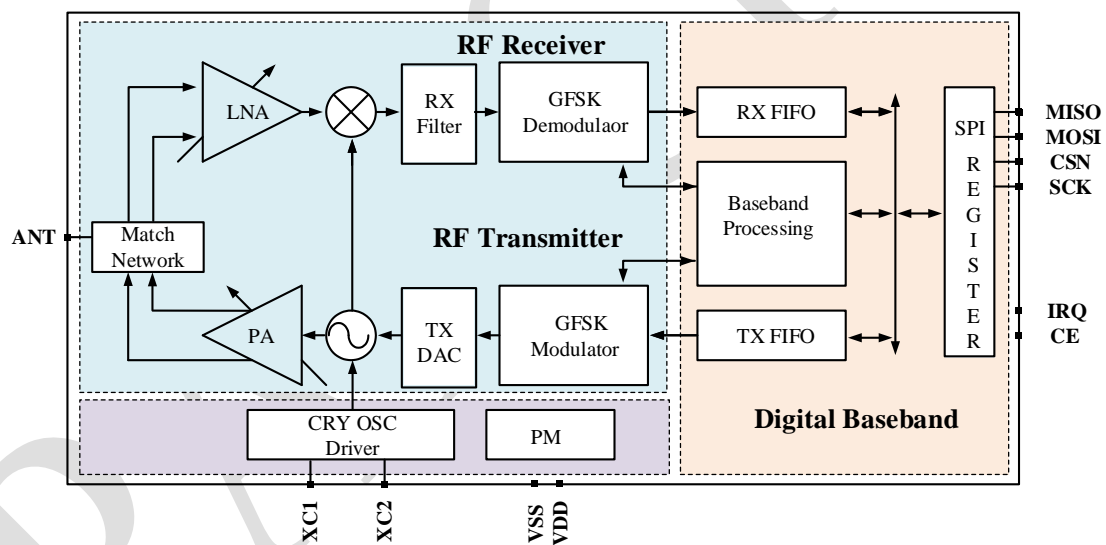 RF Receiver
LNA
RX
Filter
GFSK
Demodulaor
RX FIFO
SPI
R
E
G
I
S
T
E
R
MISO
MOSI
CSN
SCK
ANT
Match
Network
RF Transmitter
Baseband
Processing
PA
TX
DAC
GFSK
Modulator
TX FIFO
IRQ
CE
CRY OSC
Driver
PM
Digital Baseband
XC1
XC2
VSS
VDD